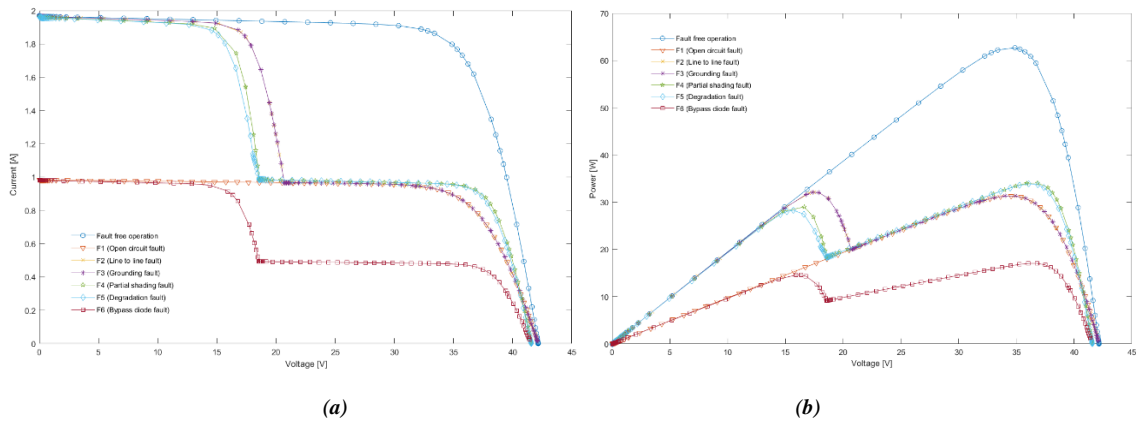 2
1.8
1.6
1.4
1.2
1
0.8
0.6
0.4
0.2
0
Current [A]
Fault free operation
F1 (Open circuit fault)
F2 (Line to line fault)
F3 (Grounding fault)
F4 (Partial shading fault)
F5 (Degradation fault)
F6 (Bypass diode fault)
0 5 10 15 20 25 30 35 40 45
Voltage [V]
(a)
70
60
50
40
30
20
10
0
Power [W]
Fault free operation
F1 (Open circuit fault)
F2 (Line to line fault)
F3 (Grounding fault)
F4 (Partial shading fault)
F5 (Degradation fault)
F6 (Bypass diode fault)
0 5 10 15 20 25 30 35 40 45
Voltage [V]
(b)